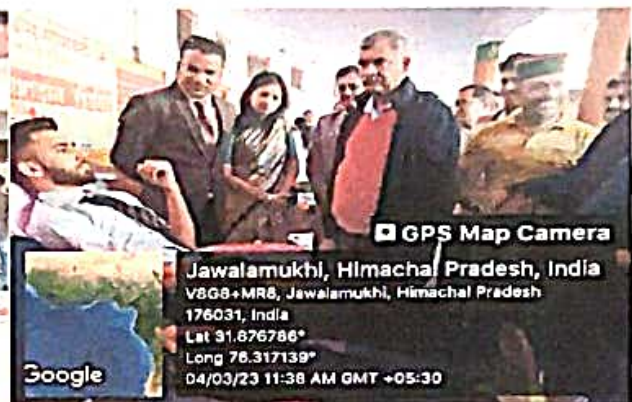 GPS Map Camera
Jawalamukhi, Himachal Pradesh, India
V8G8+MR8, Jawalamukhi, Himachal Pradesh
176031, India
Lat 31.876786°
Long 76.317139°
04/03/23 11:38 AM GMT +05:30
Google